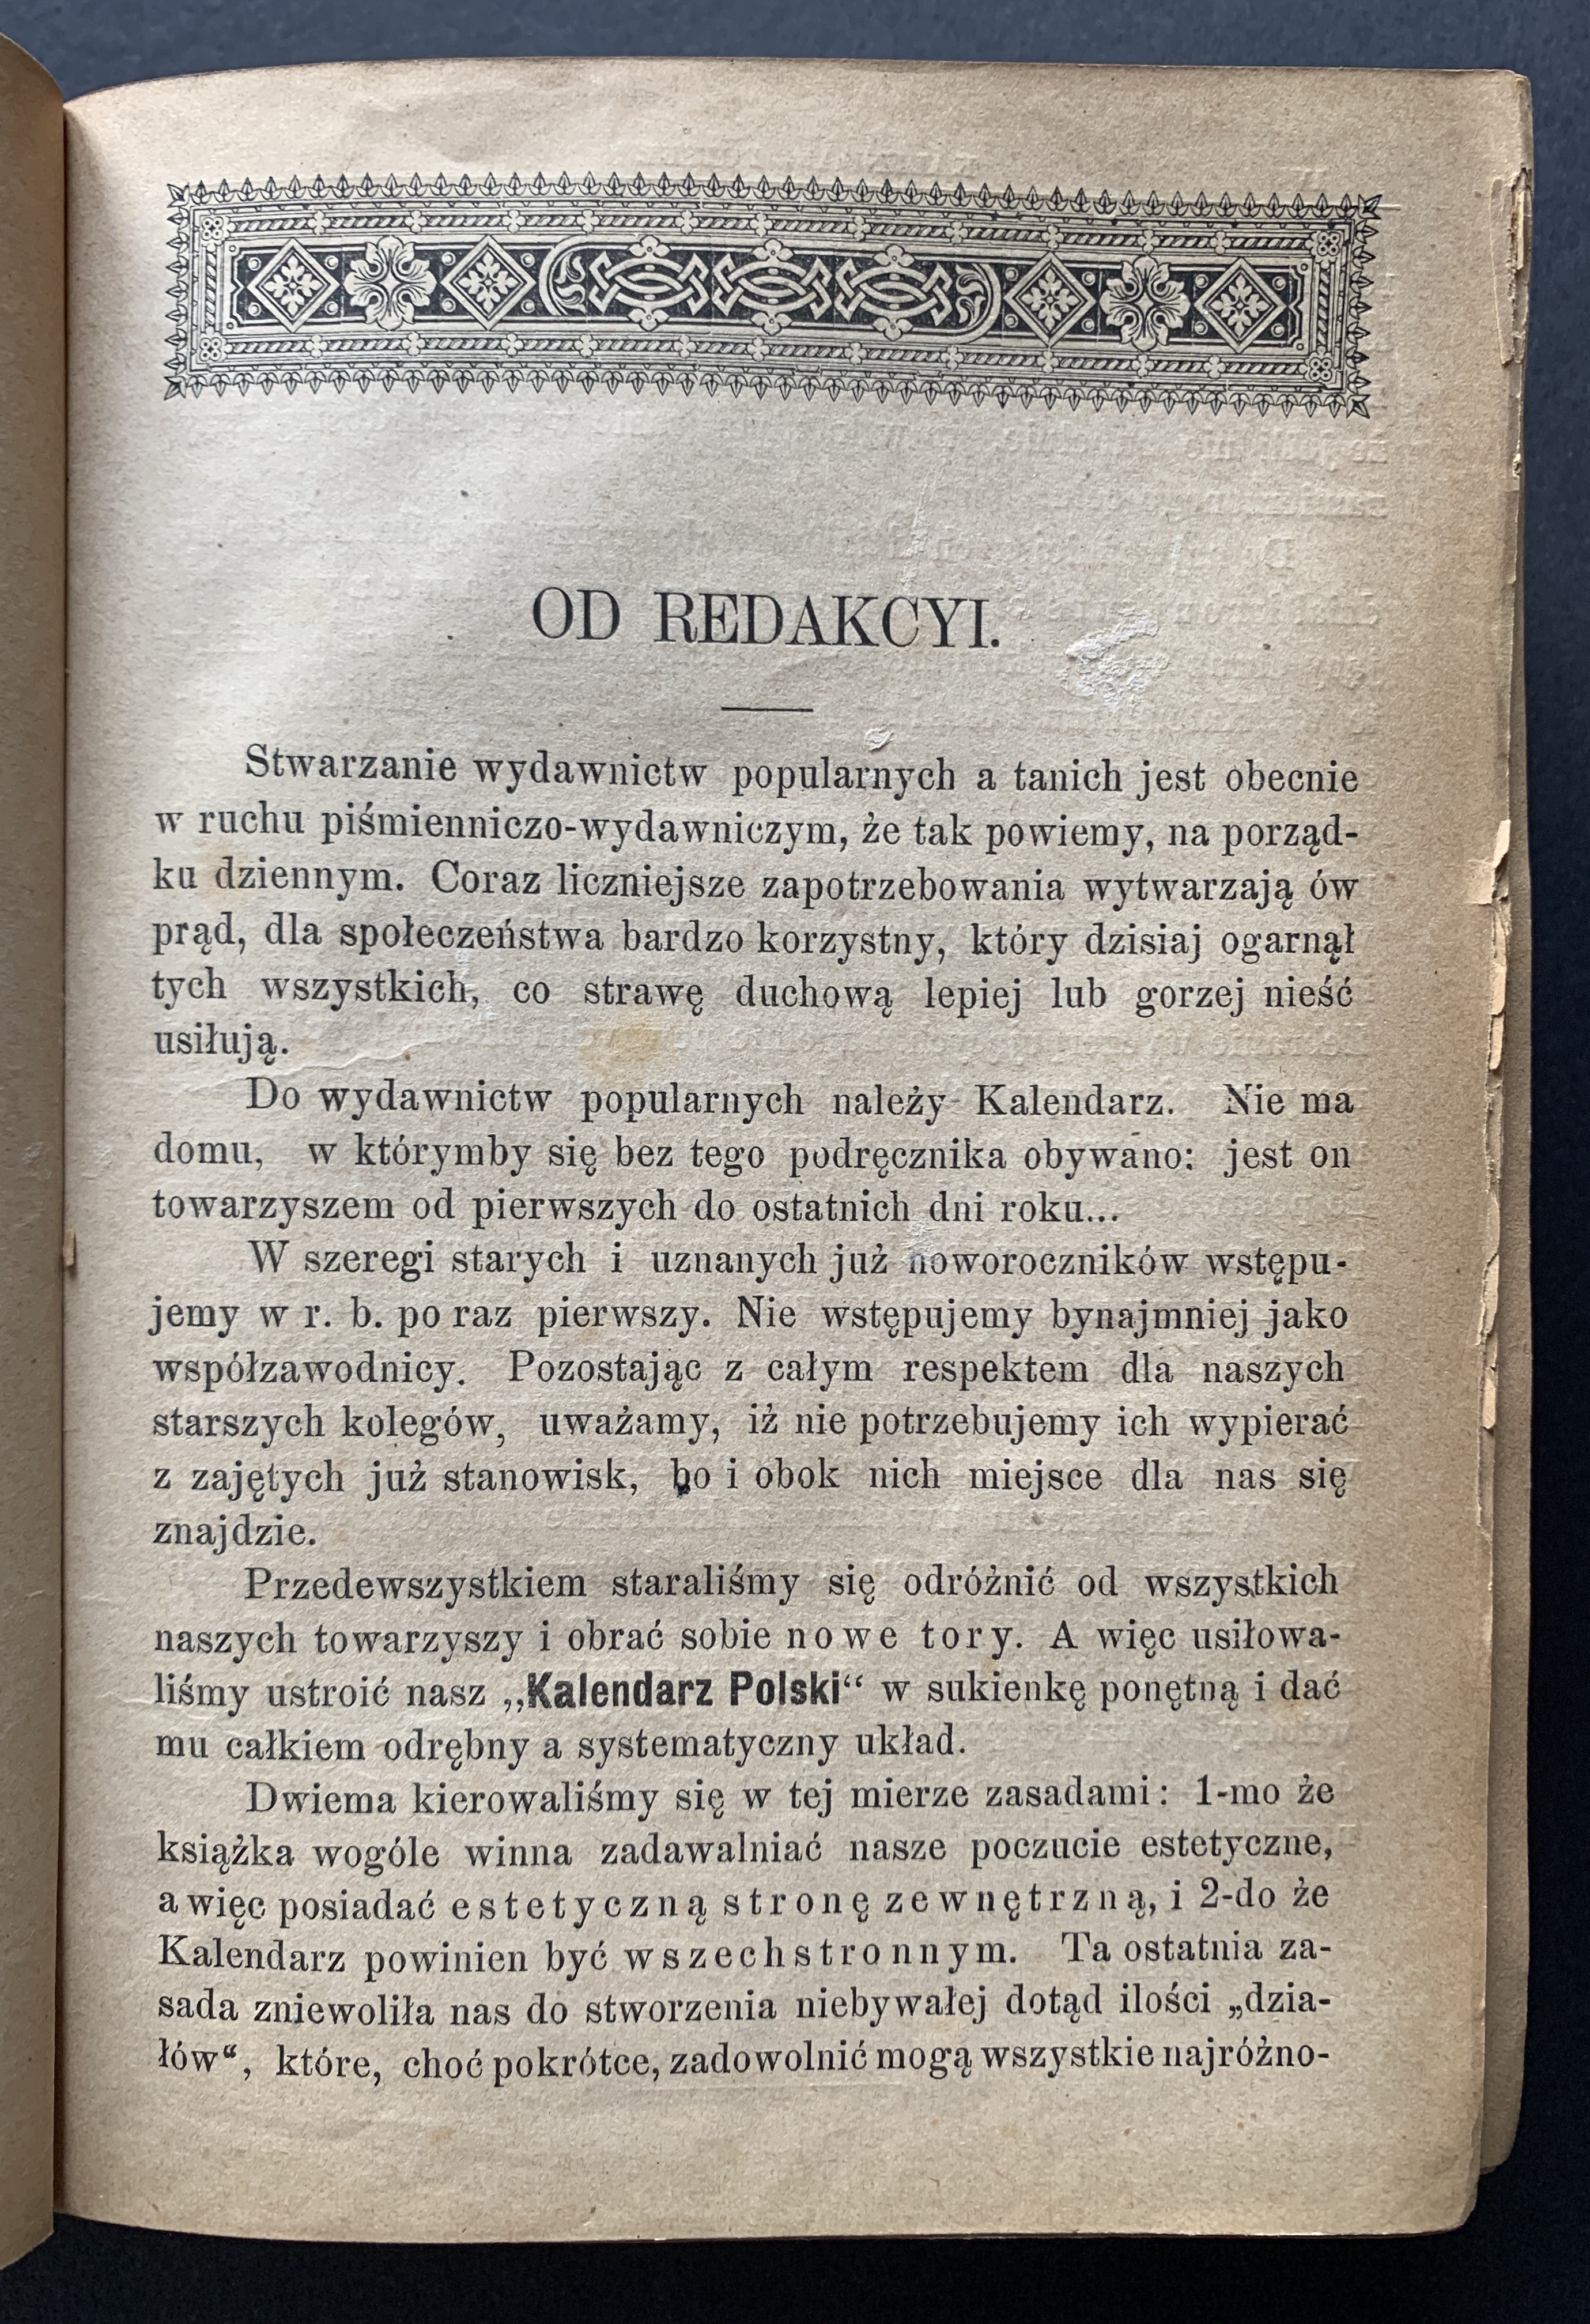 OD REDAKCYI.
Stwarzanie wydawnictw popularnych a tanich jest obecnie
w ruchu piśmienniczo-wydawniczym, że tak powiemy, na porząd-
ku dziennym. Coraz liczniejsze zapotrzebowania wytwarzają ów
prąd, dla społeczeństwa bardzo korzystny, który dzisiaj ogarnął
tych wszystkich, co strawę duchową lepiej lub gorzej nieść
usiłują.
Do wydawnictw popularnych należy Kalendarz. Nie ma
domu, w którymby się bez tego podręcznika obywano: jest on
towarzyszem od pierwszych do ostatnich dni roku...
W szeregi starych i uznanych już noworoczników wstępu-
jemy w r. b. po raz pierwszy. Nie wstępujemy bynajmniej jako
współzawodnicy. Pozostając z całym respektem dla naszych
starszych kolegów, uważamy, iż nie potrzebujemy ich wypierać
z zajętych już stanowisk, bo i obok nich miejsce dla nas się
znajdzie.
Przedewszystkiem staraliśmy się odróżnić od wszystkich
naszych towarzyszy i obrać sobie nowe tory. A więc usiłowa-
liśmy ustroić nasz „Kalendarz Polski“ w sukienkę ponętną i dać
mu całkiem odrębny a systematyczny układ.
Dwiema kierowaliśmy się w tej mierze zasadami: 1-mo że
książka wogóle winna zadawalniać nasze poczucie estetyczne,
a więc posiadać estetyczną stronę zewnętrzną, i 2-do że
Kalendarz powinien być wszechstronnym. Ta ostatnia za-
sada zniewoliła nas do stworzenia niebywałej dotąd ilości „dzia-
łów“, które, choć pokrótce, zadowolnić mogą wszystkie najróżno-